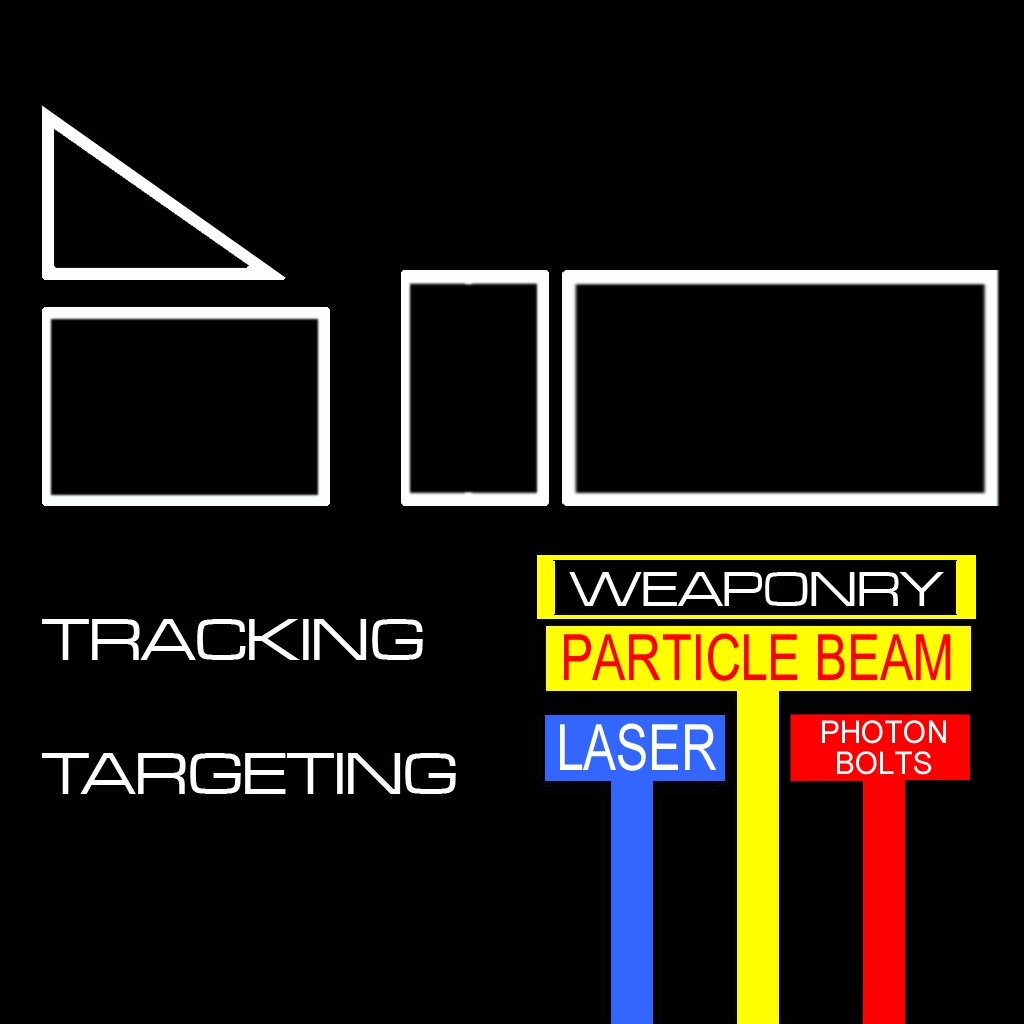 WEAPONRY
TRACKING
PARTICLE BEAM
TARGETING
LASER
PHOTON
BOLTS